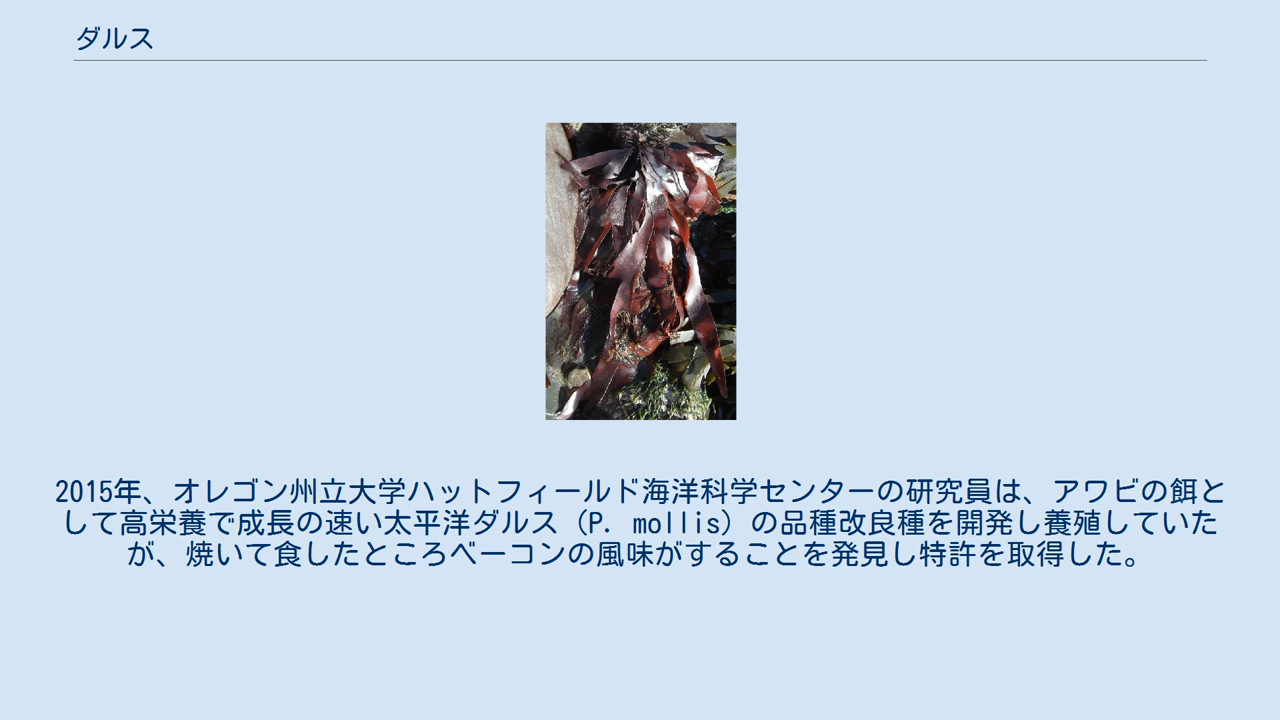 ダルス
2015年、オレゴン州立大学ハットフィールド海洋科学センターの研究員は、アワビの餌と
して高栄養で成長の速い太平洋ダルス（P. mollis）の品種改良種を開発し養殖していた
が、焼いて食したところベーコンの風味がすることを発見し特許を取得した。